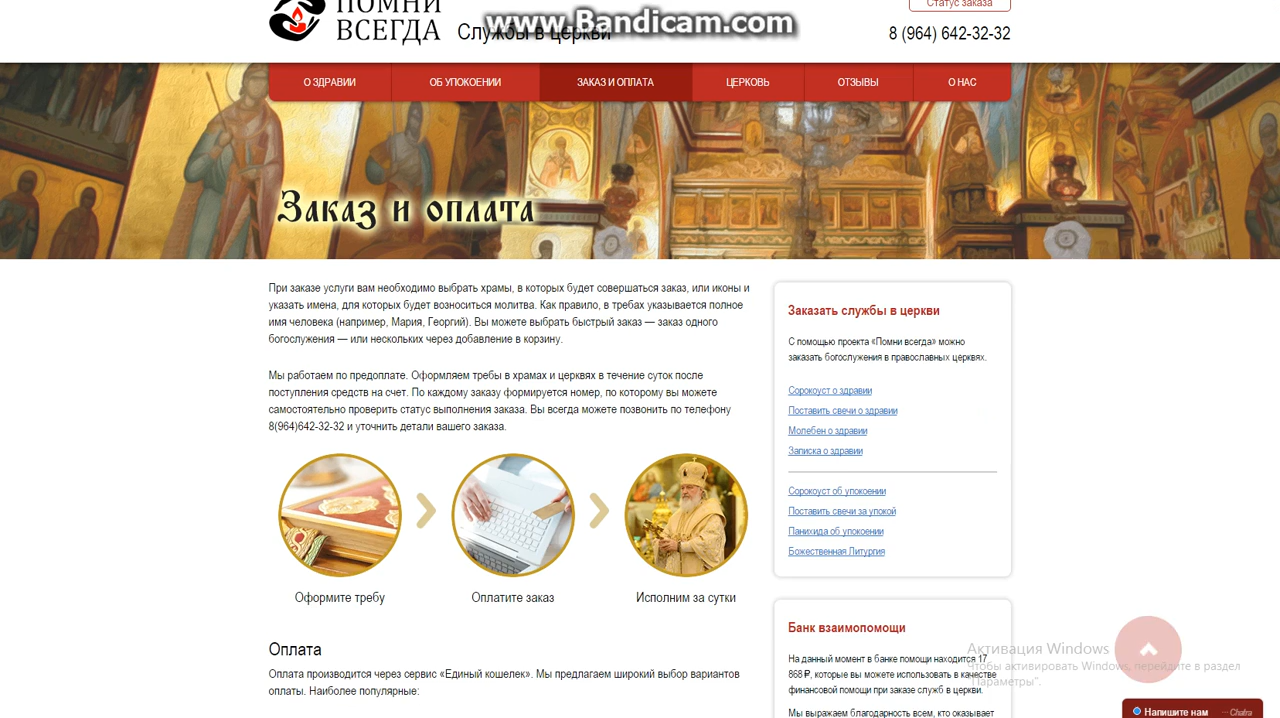 ПОМНИ
ВСЕГДА
Службы в церкви
www.Bandicam.com
Статус заказа
8 (964) 642-32-32
О ЗДРАВИИ
ОБ УПОКОЕНИИ
ЗАКАЗ И ОПЛАТА
ЦЕРКОВЬ
ОТЗЫВЫ
О НАС
Заказ и оплата
При заказе услуги вам необходимо выбрать храмы, в которых будет совершаться заказ, или иконы и
указать имена, для которых будет возноситься молитва. Как правило, в требах указывается полное
имя человека (например, Мария, Георгий). Вы можете выбрать быстрый заказ — заказ одного
богослужения — или нескольких через добавление в корзину.
Мы работаем по предоплате. Оформляем требы в храмах и церквях в течение суток после
поступления средств на счет. По каждому заказу формируется номер, по которому вы можете
самостоятельно проверить статус выполнения заказа. Вы всегда можете позвонить по телефону
8(964)642-32-32 и уточнить детали вашего заказа.
Оформите требу
Оплатите заказ
Исполним за сутки
Оплата
Оплата производится через сервис «Единый кошелек». Мы предлагаем широкий выбор вариантов
оплаты. Наиболее популярные:
Заказать службы в церкви
С помощью проекта «Помни всегда» можно
заказать богослужения в православных церквях.
Сорокоуст о здравии
Поставить свечи о здравии
Молебен о здравии
Записка о здравии
Сорокоуст об упокоении
Поставить свечи за упокой
Панихида об упокоении
Божественная Литургия
Банк взаимопомощи
На данный момент в банке помощи находится 17
868 ₽, которые вы можете использовать в качестве
финансовой помощи при заказе служб в церкви.
Мы выражаем благодарность всем, кто оказывает
Активация Windows
Чтобы активировать Windows, перейдите в раздел
"Параметры".
Напишите нам
Chatra